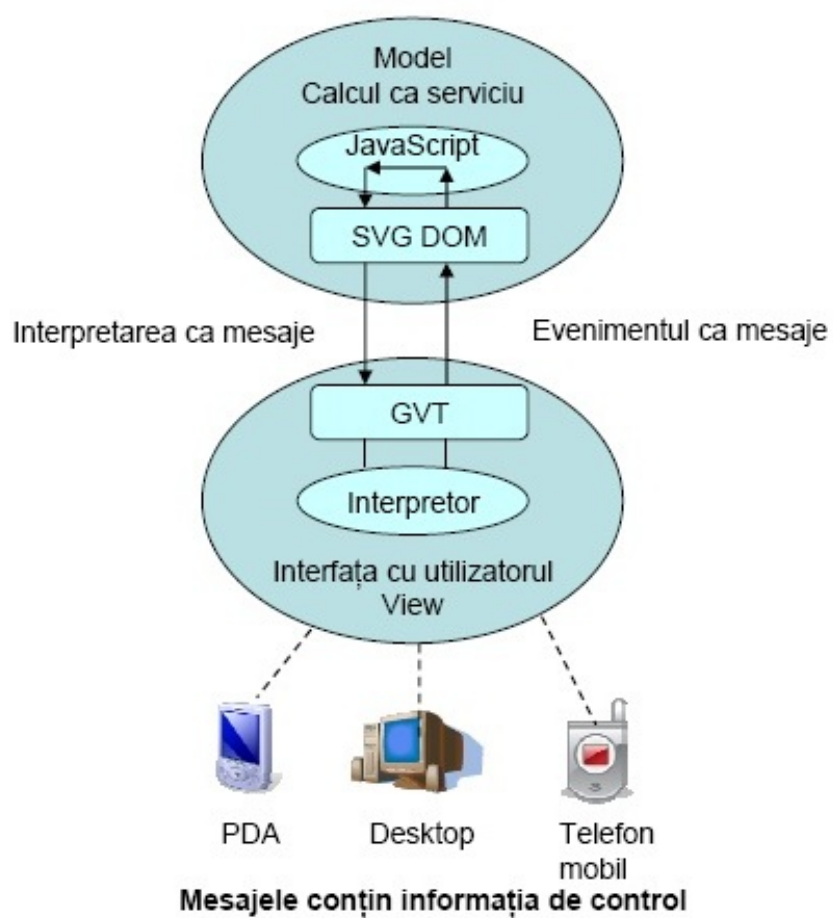 Model
Calcul ca serviciu
JavaScript
SVG DOM
Interpretarea ca mesaje
Evenimentul ca mesaje
GVT
Interpretor
Interfața cu utilizatorul
View
PDA
Desktop
Telefon
mobil
Mesajele conțin informația de control